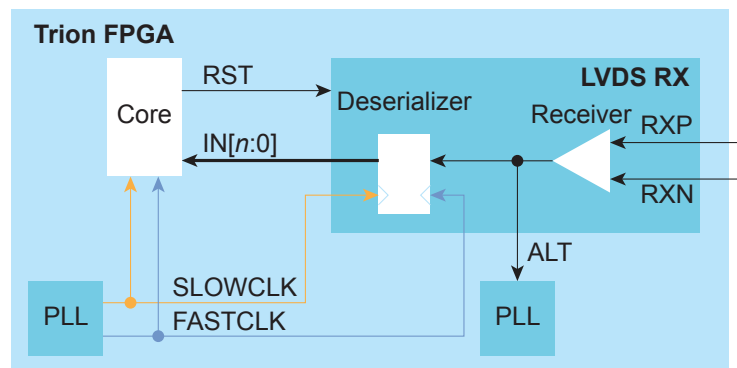 Trion FPGA
RST
LVDS RX
Deserializer
Core
Receiver
RXP
IN[n:0]
RXN
ALT
SLOWCLK
PLL
FASTCLK
PLL